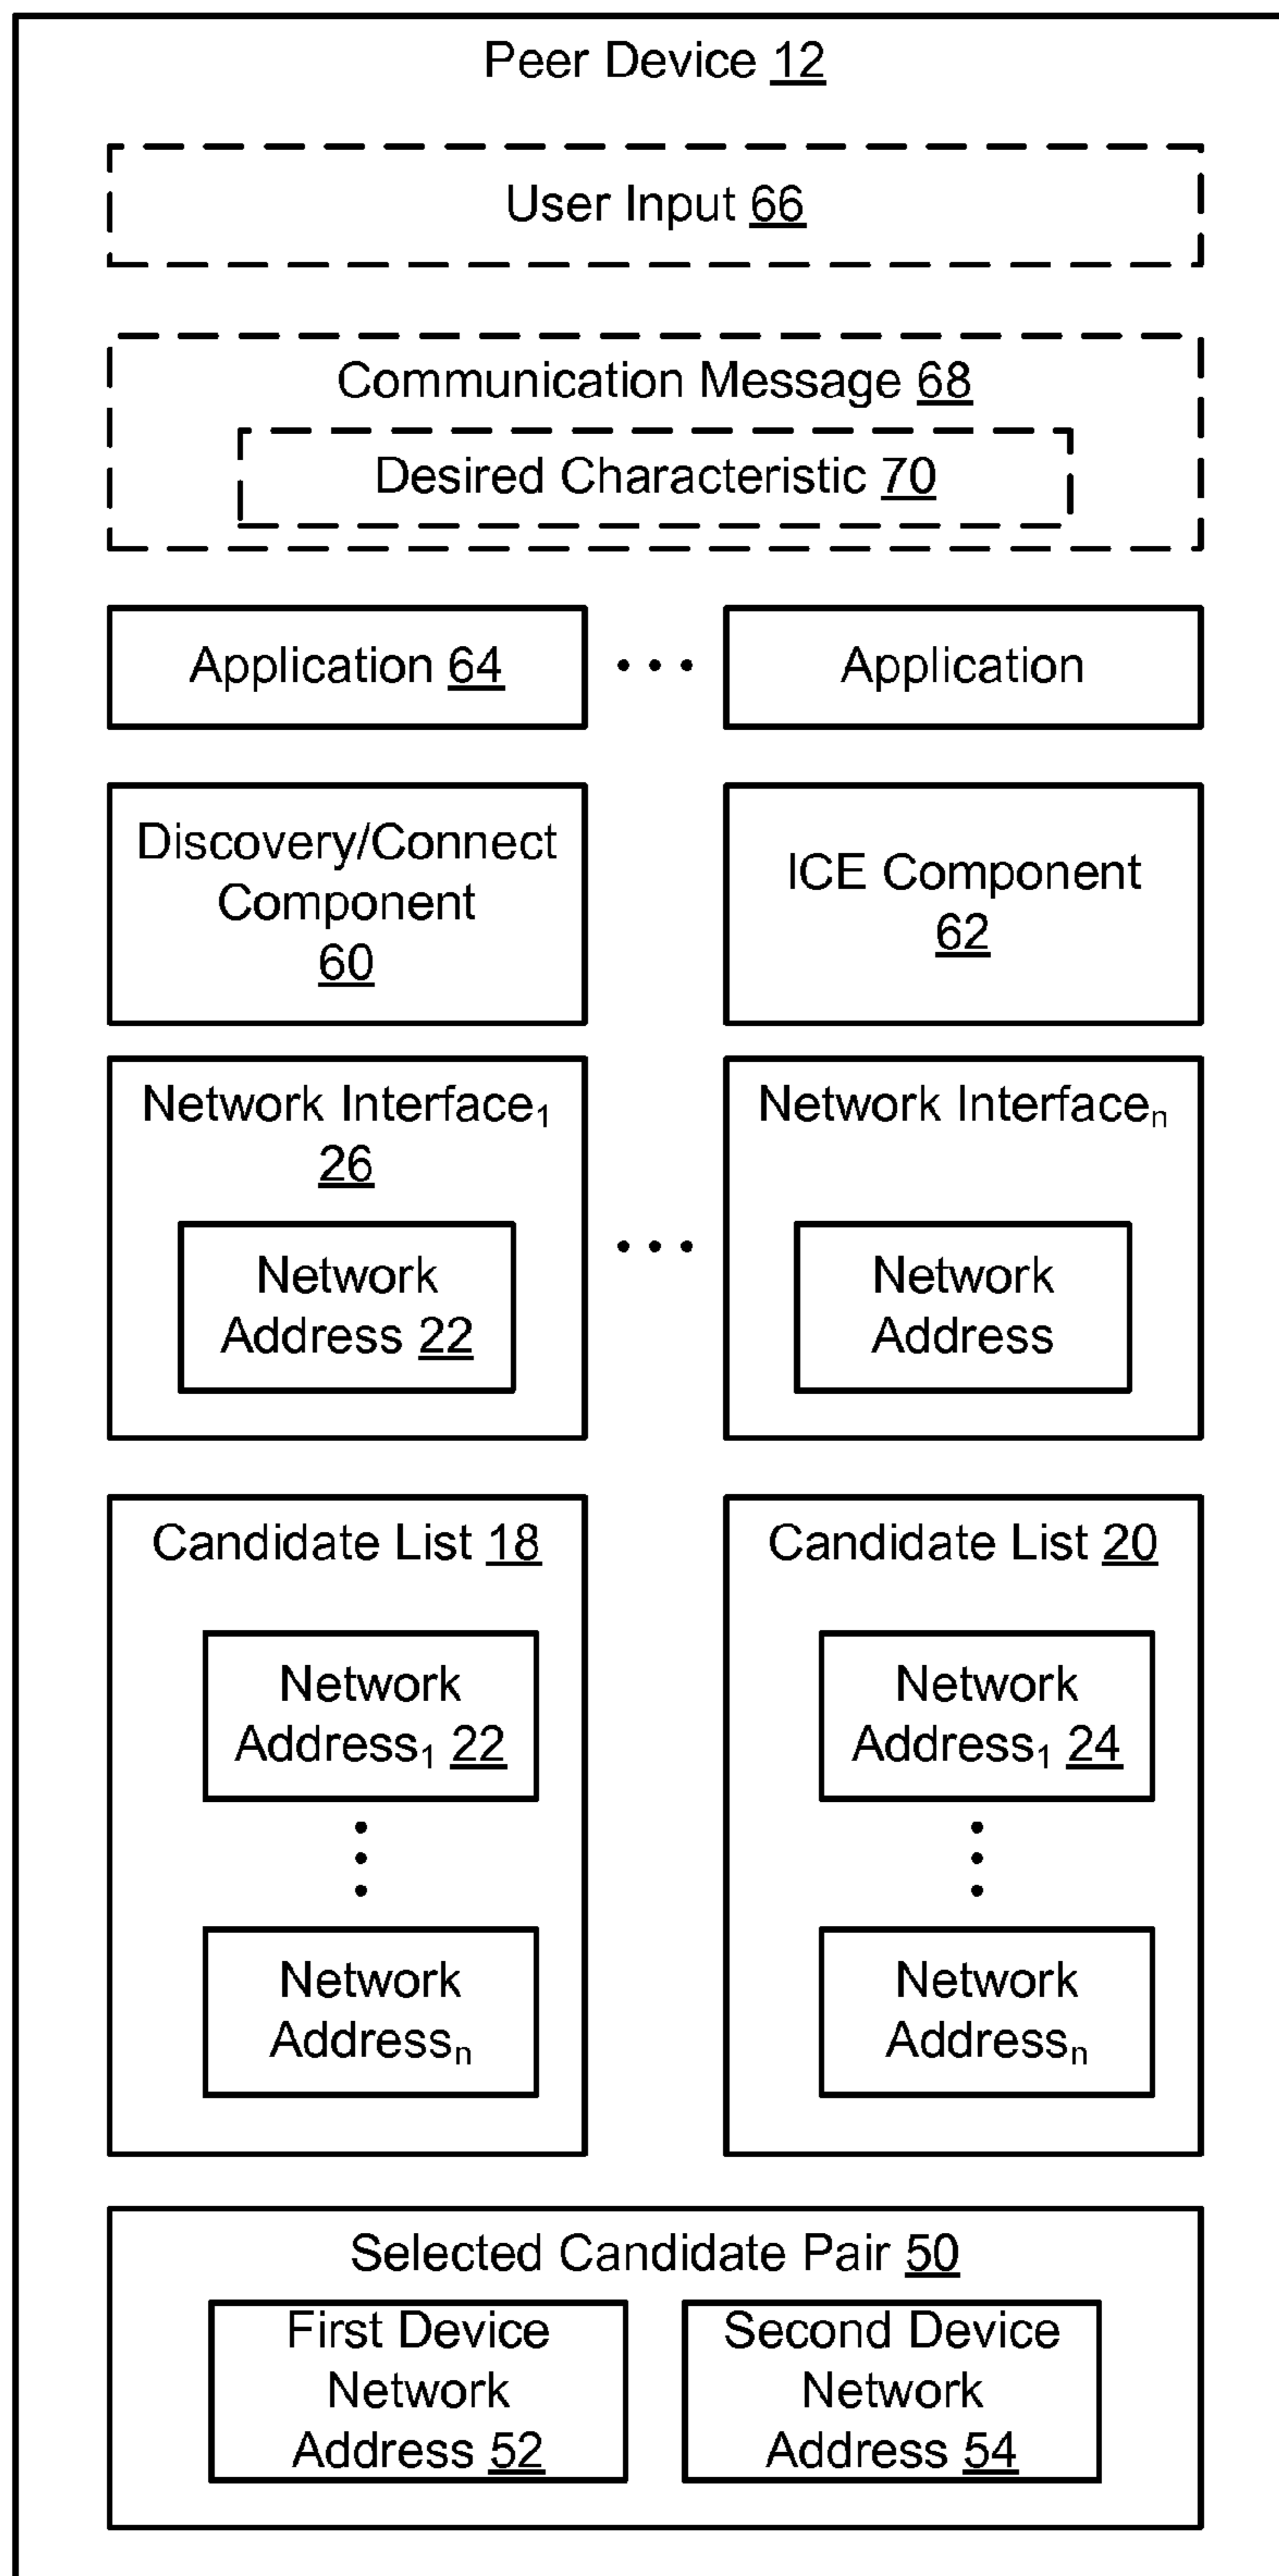 Peer Device 12
User Input 66
Communication Message 68
Desired Characteristic 70
Application 64
• • •
Application
Discovery/Connect
Component
60
ICE Component
62
Network Interface₁
26
Network
Address 22
• • •
Network Interfaceₙ
Network
Address
Candidate List 18
Network
Address₁ 22
Network
Addressₙ
Candidate List 20
Network
Address₁ 24
Network
Addressₙ
Selected Candidate Pair 50
First Device
Network
Address 52
Second Device
Network
Address 54